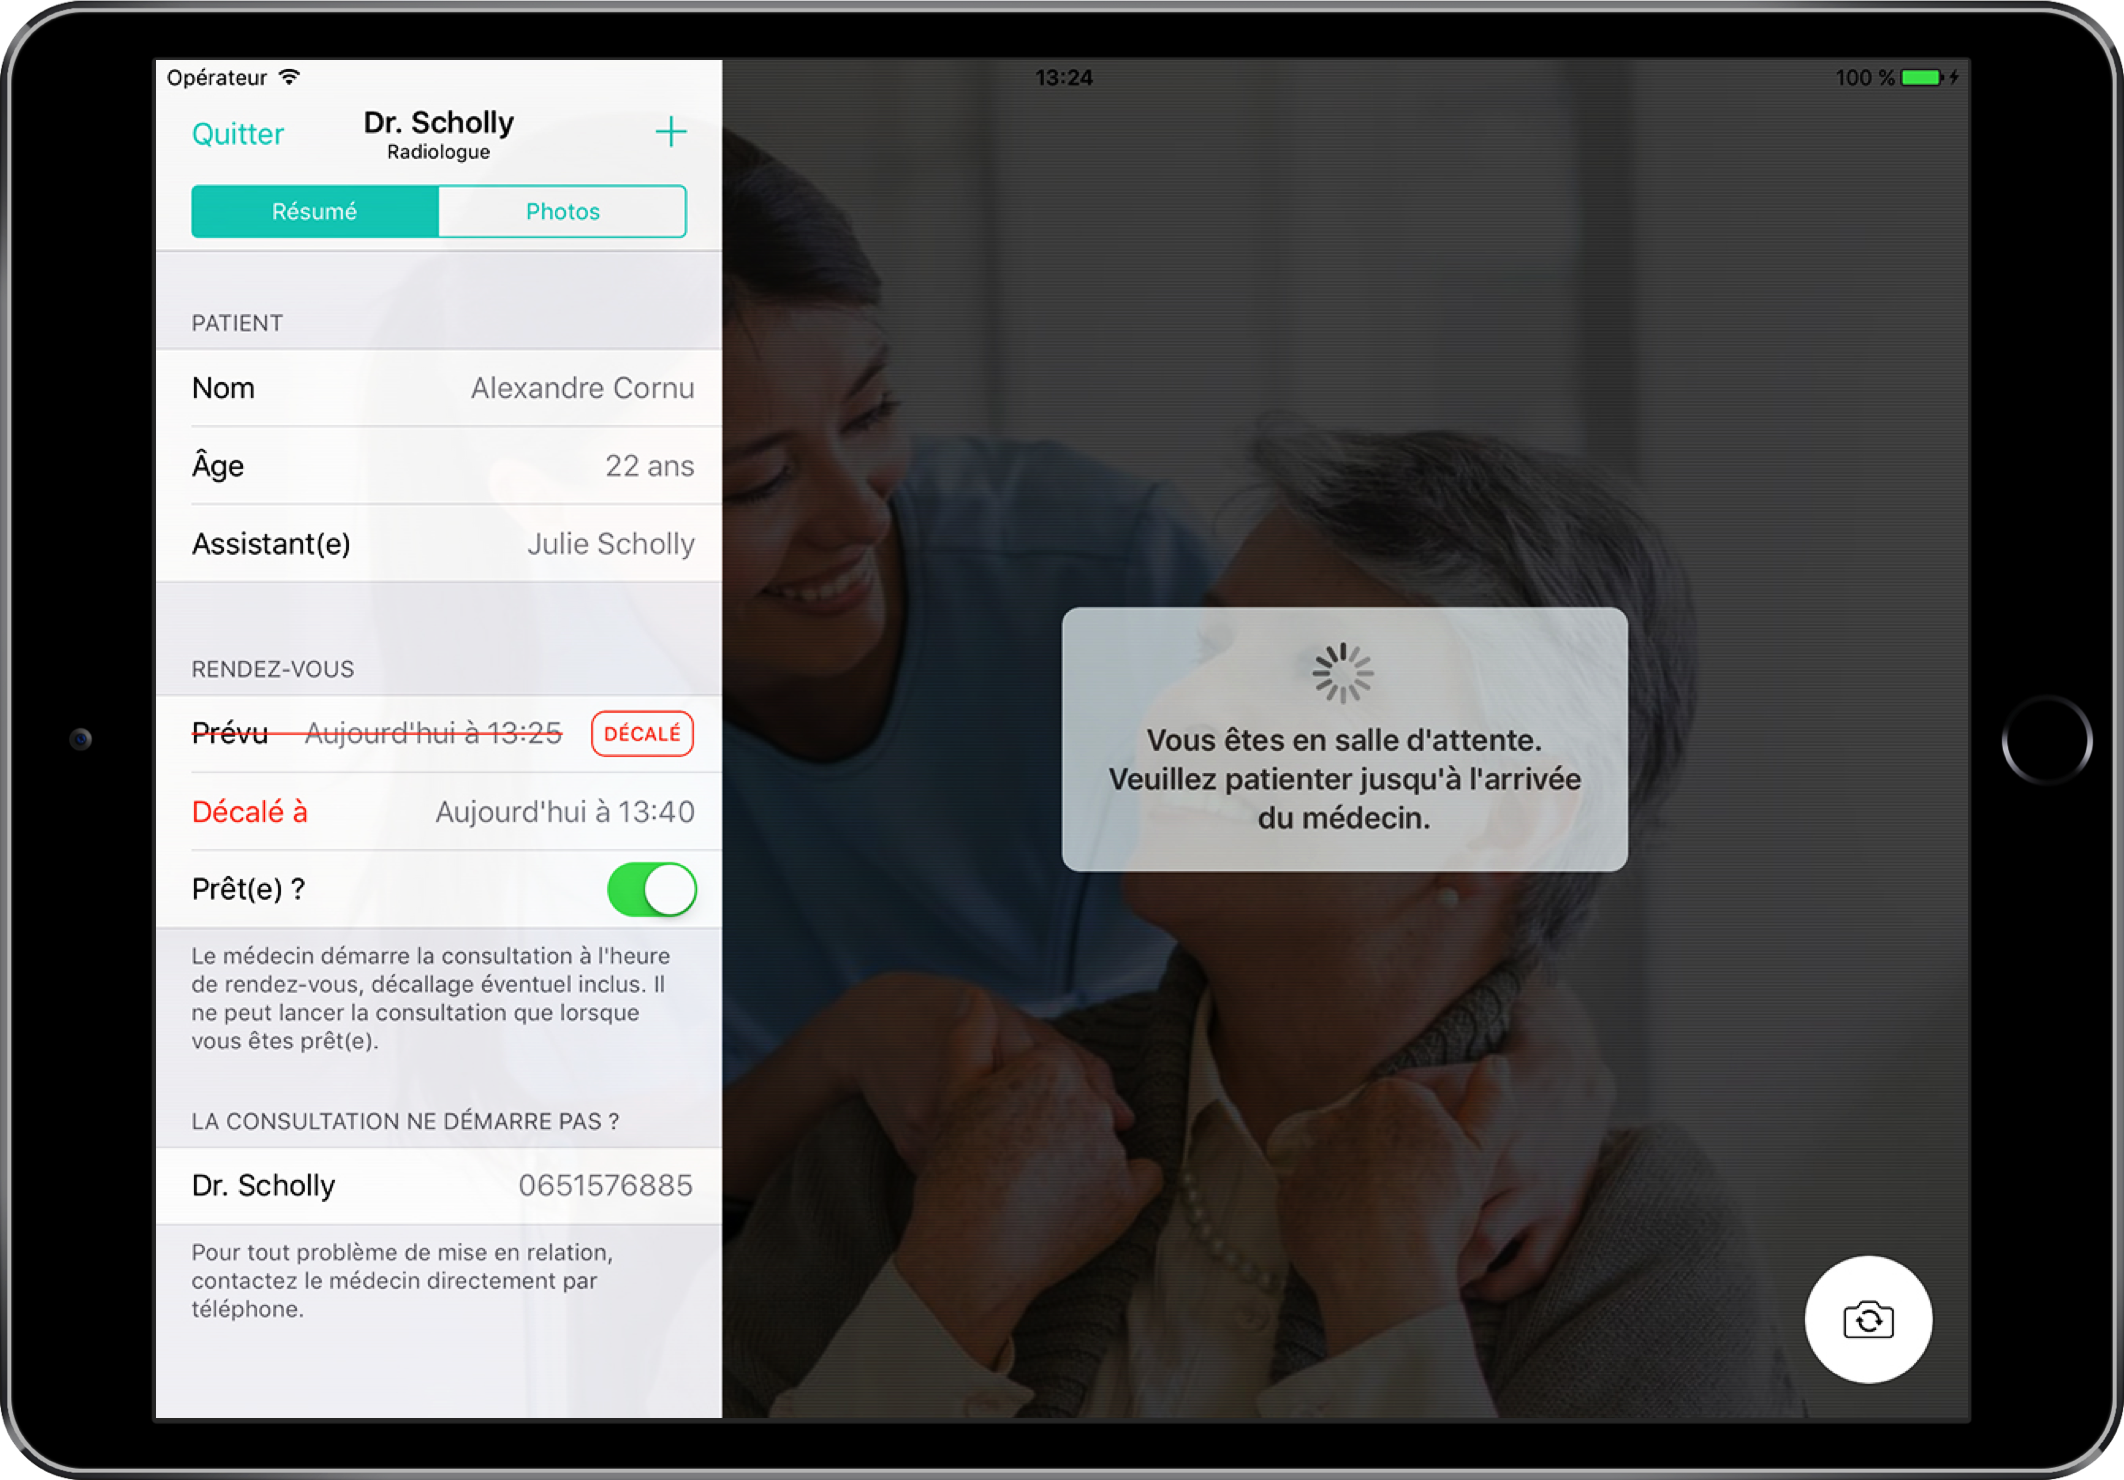 Opérateur
13:24
100 %
Quitter
Dr. Scholly
Radiologue
Résumé
Photos
PATIENT
Nom Alexandre Cornu
Âge 22 ans
Assistant(e) Julie Scholly
RENDEZ-VOUS
Prévu Aujourd'hui à 13:25 DÉCALÉ
Décalé à Aujourd'hui à 13:40
Prêt(e) ?
Le médecin démarre la consultation à l'heure
de rendez-vous, décallage éventuel inclus. Il
ne peut lancer la consultation que lorsque
vous êtes prêt(e).
LA CONSULTATION NE DÉMARRE PAS ?
Dr. Scholly 0651576885
Pour tout problème de mise en relation,
contactez le médecin directement par
téléphone.
Vous êtes en salle d'attente.
Veuillez patienter jusqu'à l'arrivée
du médecin.